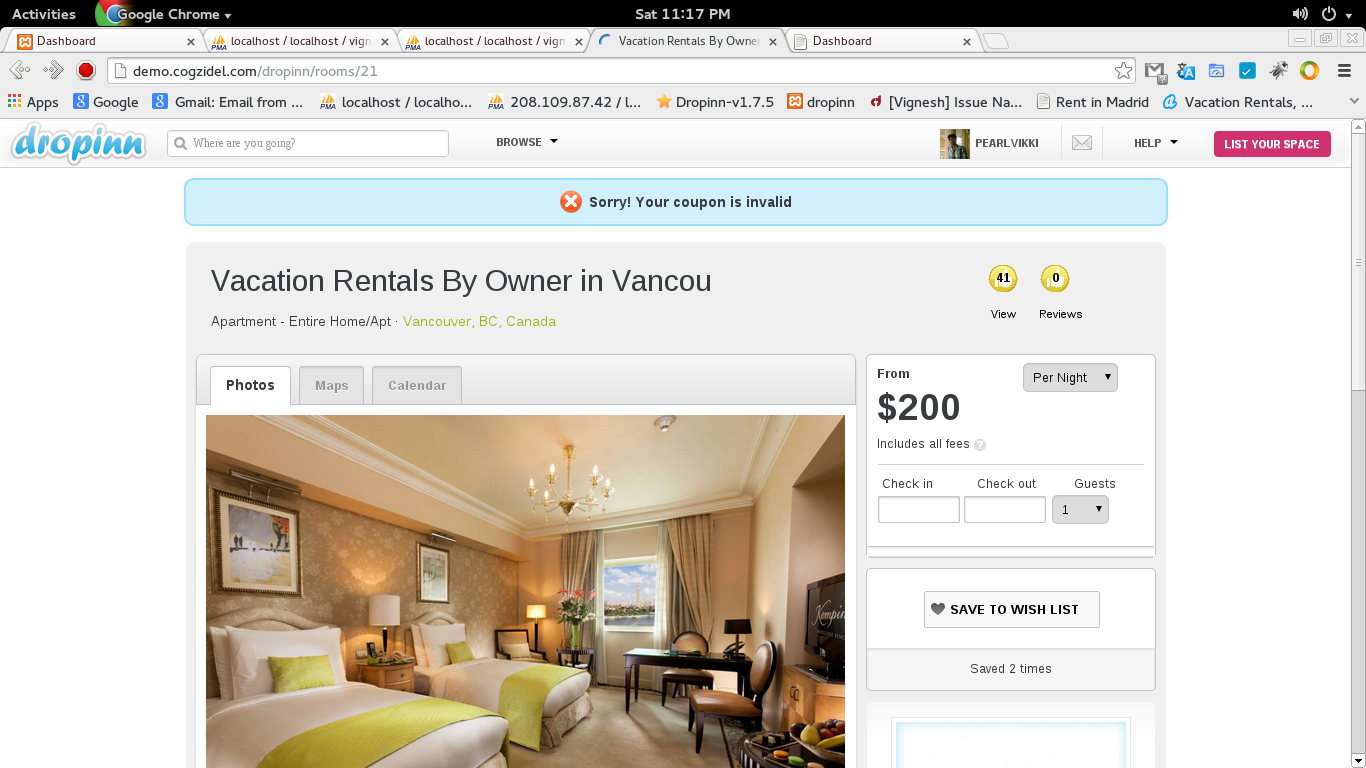 Activities Google Chrome Sat 11:17 PM
Dashboard localhost / localhost / vign localhost / localhost / vign Vacation Rentals By Owne Dashboard
demo.cogzidel.com/dropinn/rooms/21
Apps Google Gmail: Email from ... localhost / localho... 208.109.87.42 / l... Dropinn-v1.7.5 dropinn [Vignesh] Issue Na... Rent in Madrid Vacation Rentals, ...
dropinn Where are you going? BROWSE PEARLVIKKI HELP LIST YOUR SPACE
Sorry! Your coupon is invalid
Vacation Rentals By Owner in Vancou
41 0
View Reviews
Apartment - Entire Home/Apt · Vancouver, BC, Canada
Photos Maps Calendar
From Per Night
$200
Includes all fees ?
Check in Check out Guests
1
SAVE TO WISH LIST
Saved 2 times
Kempin